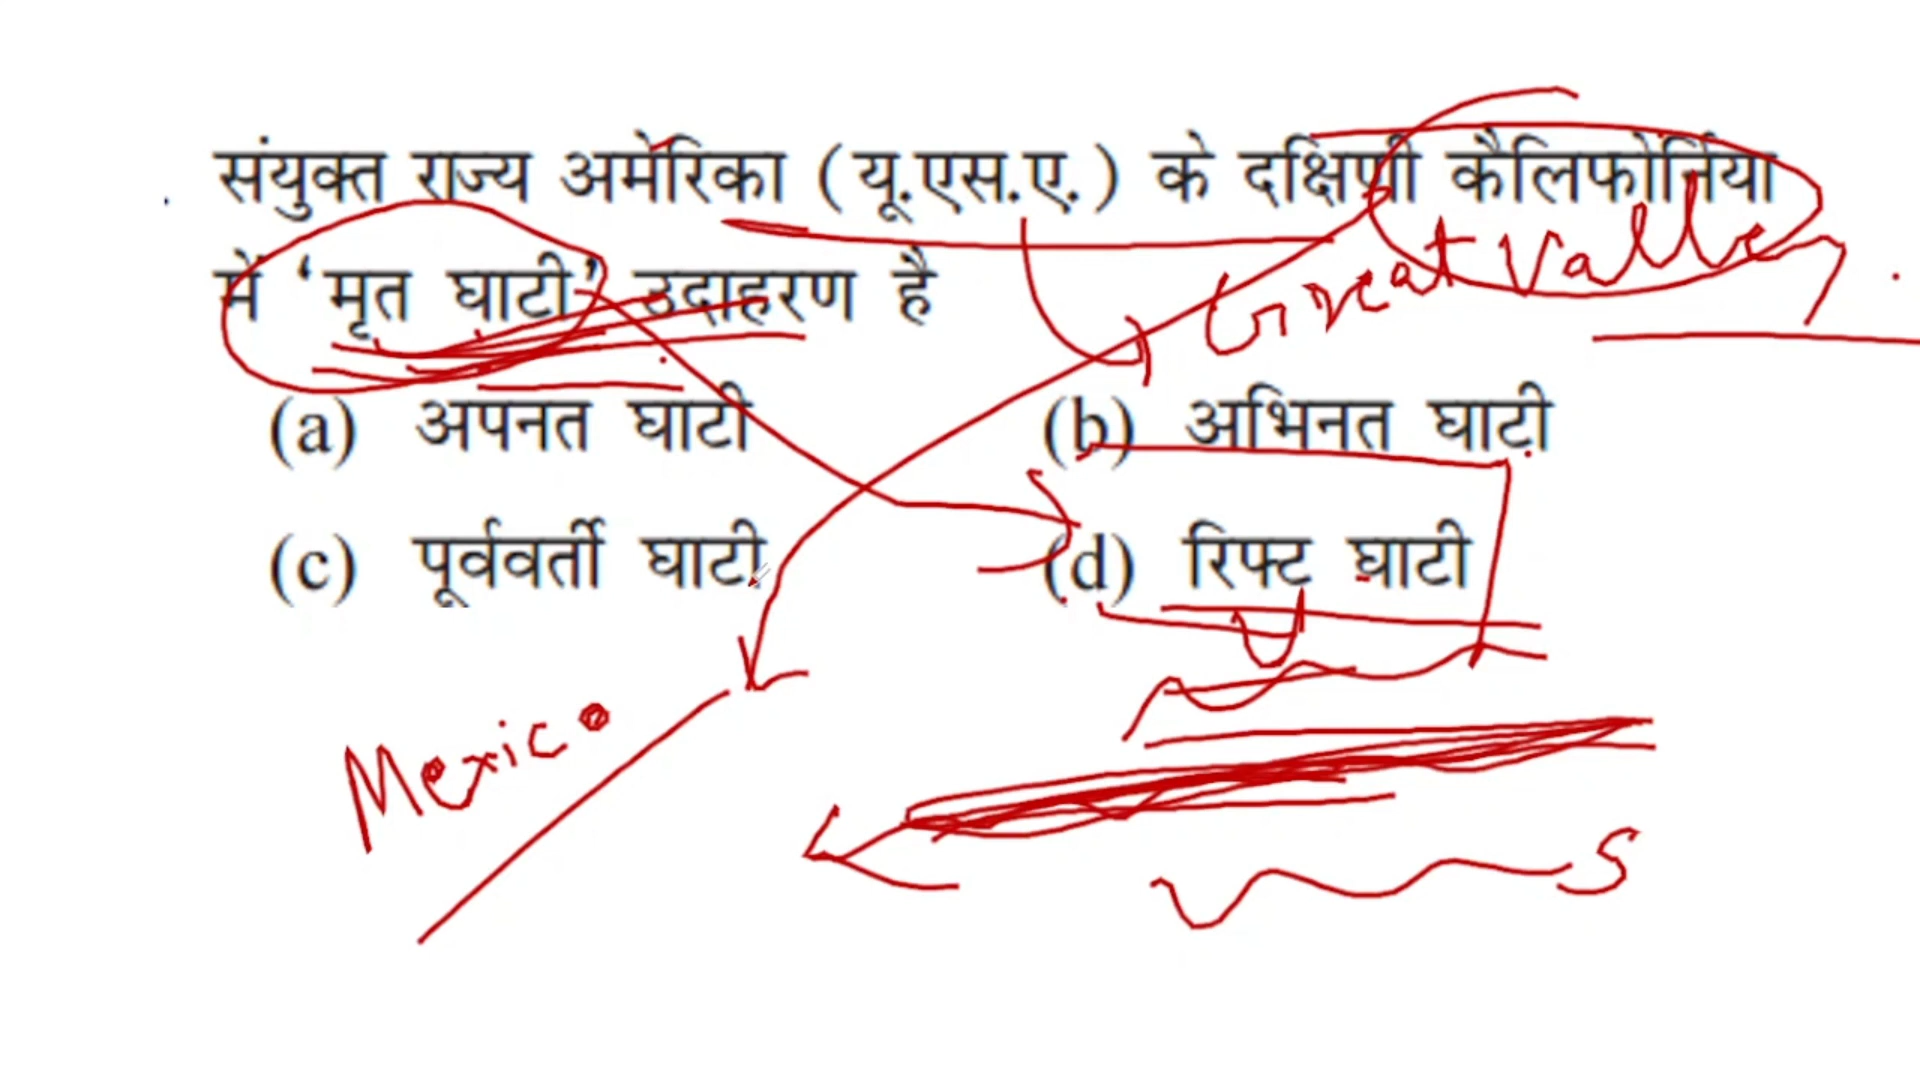 संयुक्त राज्य अमेरिका (यू.एस.ए.) के दक्षिणी कैलिफोर्निया
में ‘मृत घाटी’ उदाहरण है
Great Valley
(a) अपनत घाटी (b) अभिनत घाटी
(c) पूर्ववर्ती घाटी (d) रिफ्ट घाटी
Mexico
S